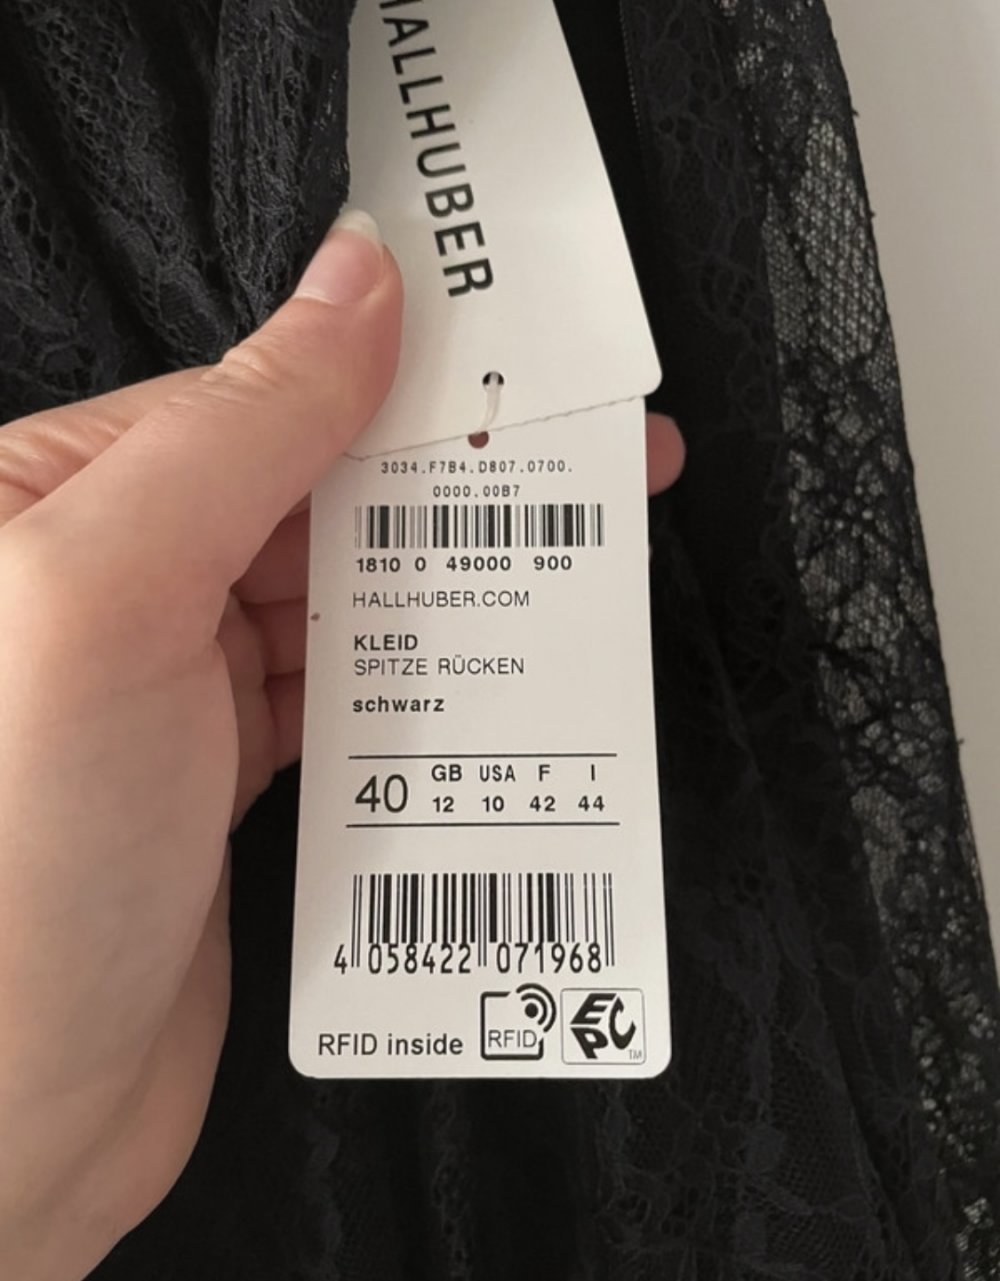 HALLHUBER
3034.F7B4.D807.0700.
0000.00B7
1810 0 49000 900
HALLHUBER.COM
KLEID
SPITZE RÜCKEN
schwarz
40 GB USA F I
12 10 42 44
4 058422 071968
RFID inside
RFID
EPC
TM